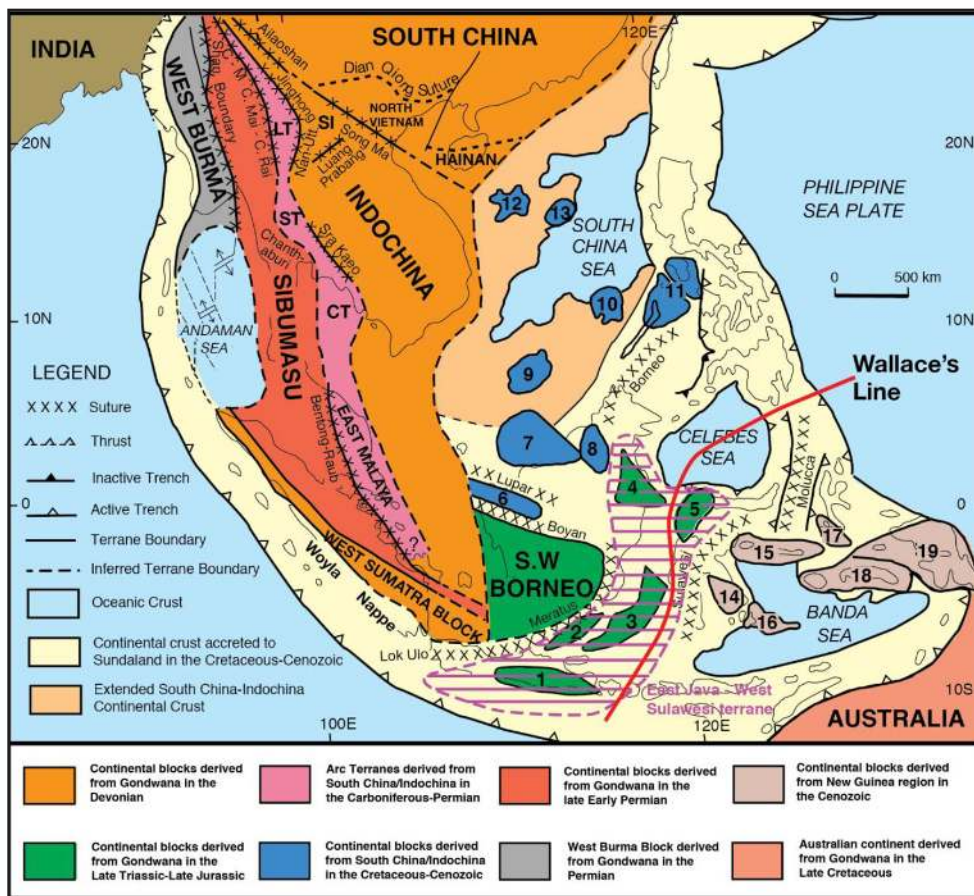 INDIA
SOUTH CHINA
120E
20N
20N
10N
10N
0
0
10S
100E
120E
WEST BURMA
Shan Boundary
C. M. C. Mai - C. Rai
Ailaoshan
Jinghong
Nan-Utt
Dian Qiong Suture
NORTH
VIETNAM
HAINAN
LT
SI
Song Ma
Luang
Prabang
ST
Sra Kaeo
Chanth-
aburi
CT
INDOCHINA
SIBUMASU
ANDAMAN
SEA
EAST MALAYA
Bentong-Raub
WEST SUMATRA BLOCK
Woyla
Nappe
SOUTH
CHINA
SEA
PHILIPPINE
SEA PLATE
0 500 km
Wallace's
Line
CELEBES
SEA
Borneo
Molucca
Lupar
Boyan
S.W
BORNEO
Meratus
Lok Ulo
Sulawesi
BANDA
SEA
East Java - West
Sulawesi terrane
AUSTRALIA
1
2
3
4
5
6
7
8
9
10
11
12
13
14
15
16
17
18
19
LEGEND
XXXX Suture
Thrust
Inactive Trench
Active Trench
Terrane Boundary
Inferred Terrane Boundary
Oceanic Crust
Continental crust accreted to
Sundaland in the Cretaceous-Cenozoic
Extended South China-Indochina
Continental Crust
Continental blocks derived
from Gondwana in the
Devonian
Arc Terranes derived from
South China/Indochina in
the Carboniferous-Permian
Continental blocks derived
from Gondwana in the
late Early Permian
Continental blocks derived
from New Guinea region in
the Cenozoic
Continental blocks derived
from Gondwana in the
Late Triassic-Late Jurassic
Continental blocks derived
from South China/Indochina
in the Cretaceous-Cenozoic
West Burma Block derived
from Gondwana in the
Permian
Australian continent derived
from Gondwana in the
Late Cretaceous